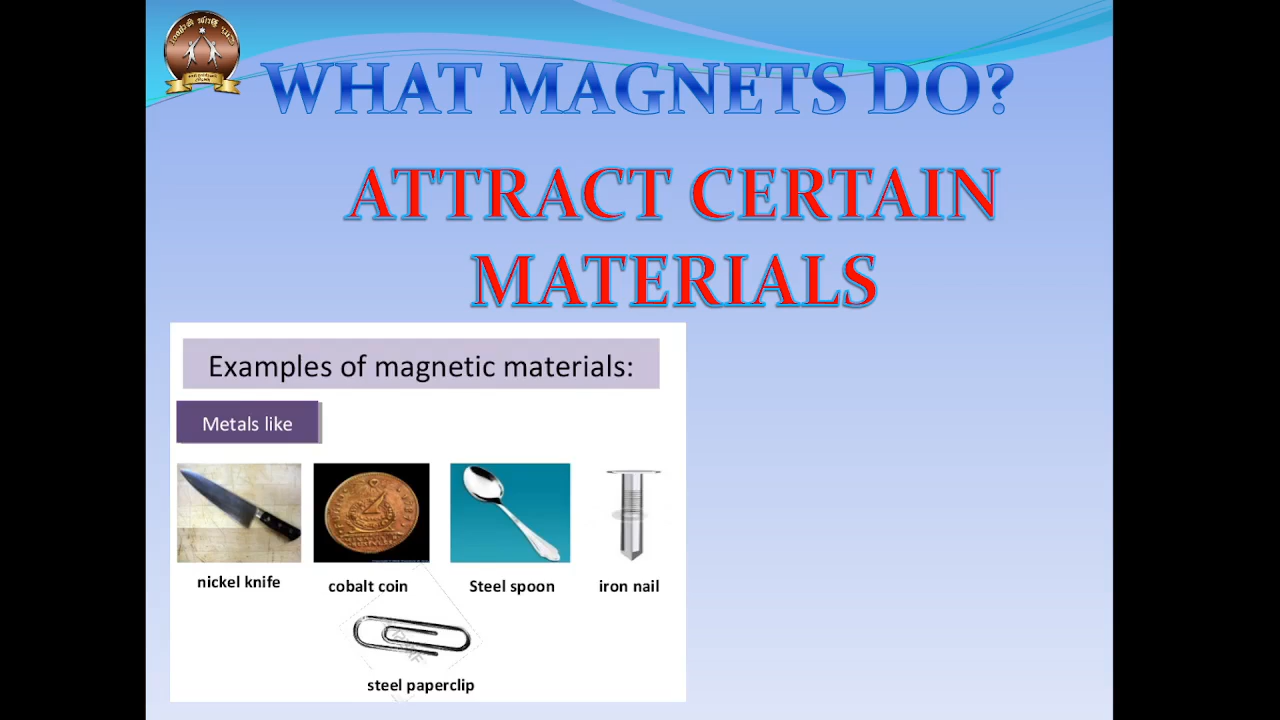 WHAT MAGNETS DO?
ATTRACT CERTAIN
MATERIALS
Examples of magnetic materials:
Metals like
nickel knife
cobalt coin
Steel spoon
iron nail
steel paperclip